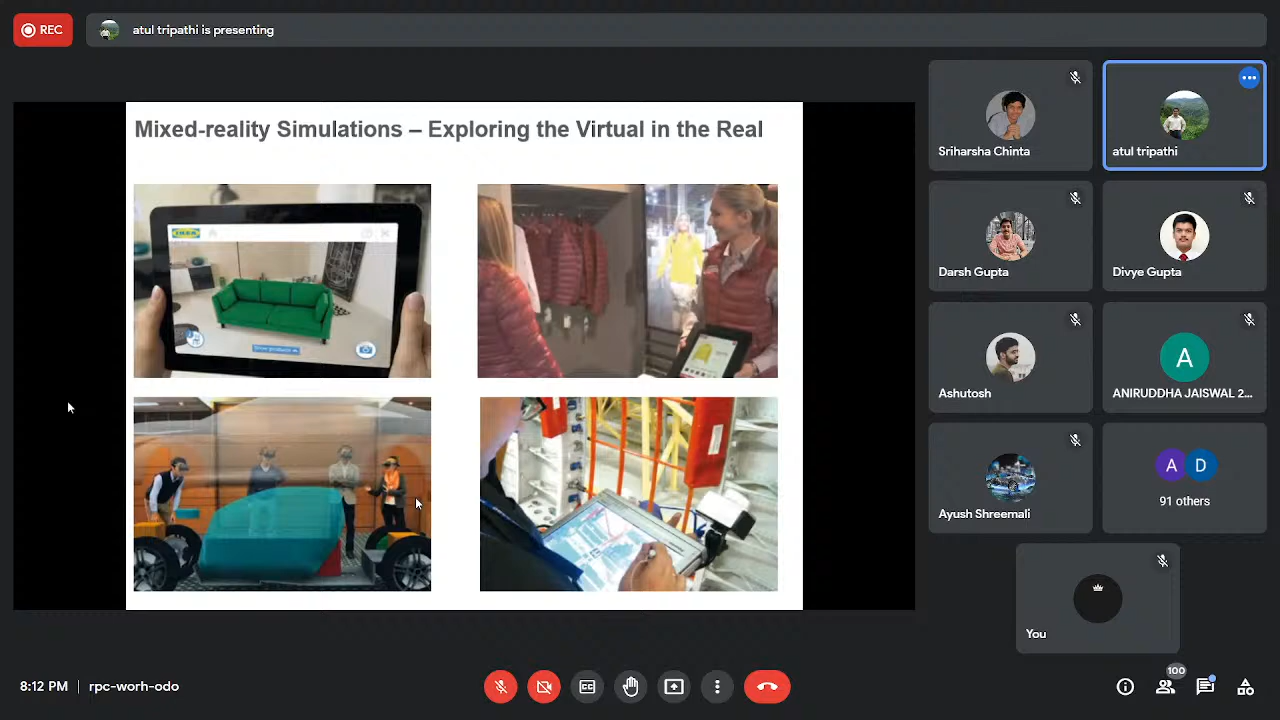 REC
atul tripathi is presenting
Mixed-reality Simulations – Exploring the Virtual in the Real
IKEA
Sriharsha Chinta
atul tripathi
Darsh Gupta
Divye Gupta
Ashutosh
A
ANIRUDDHA JAISWAL 2...
Ayush Shreemali
A D
91 others
You
8:12 PM
rpc-worh-odo
CC
100